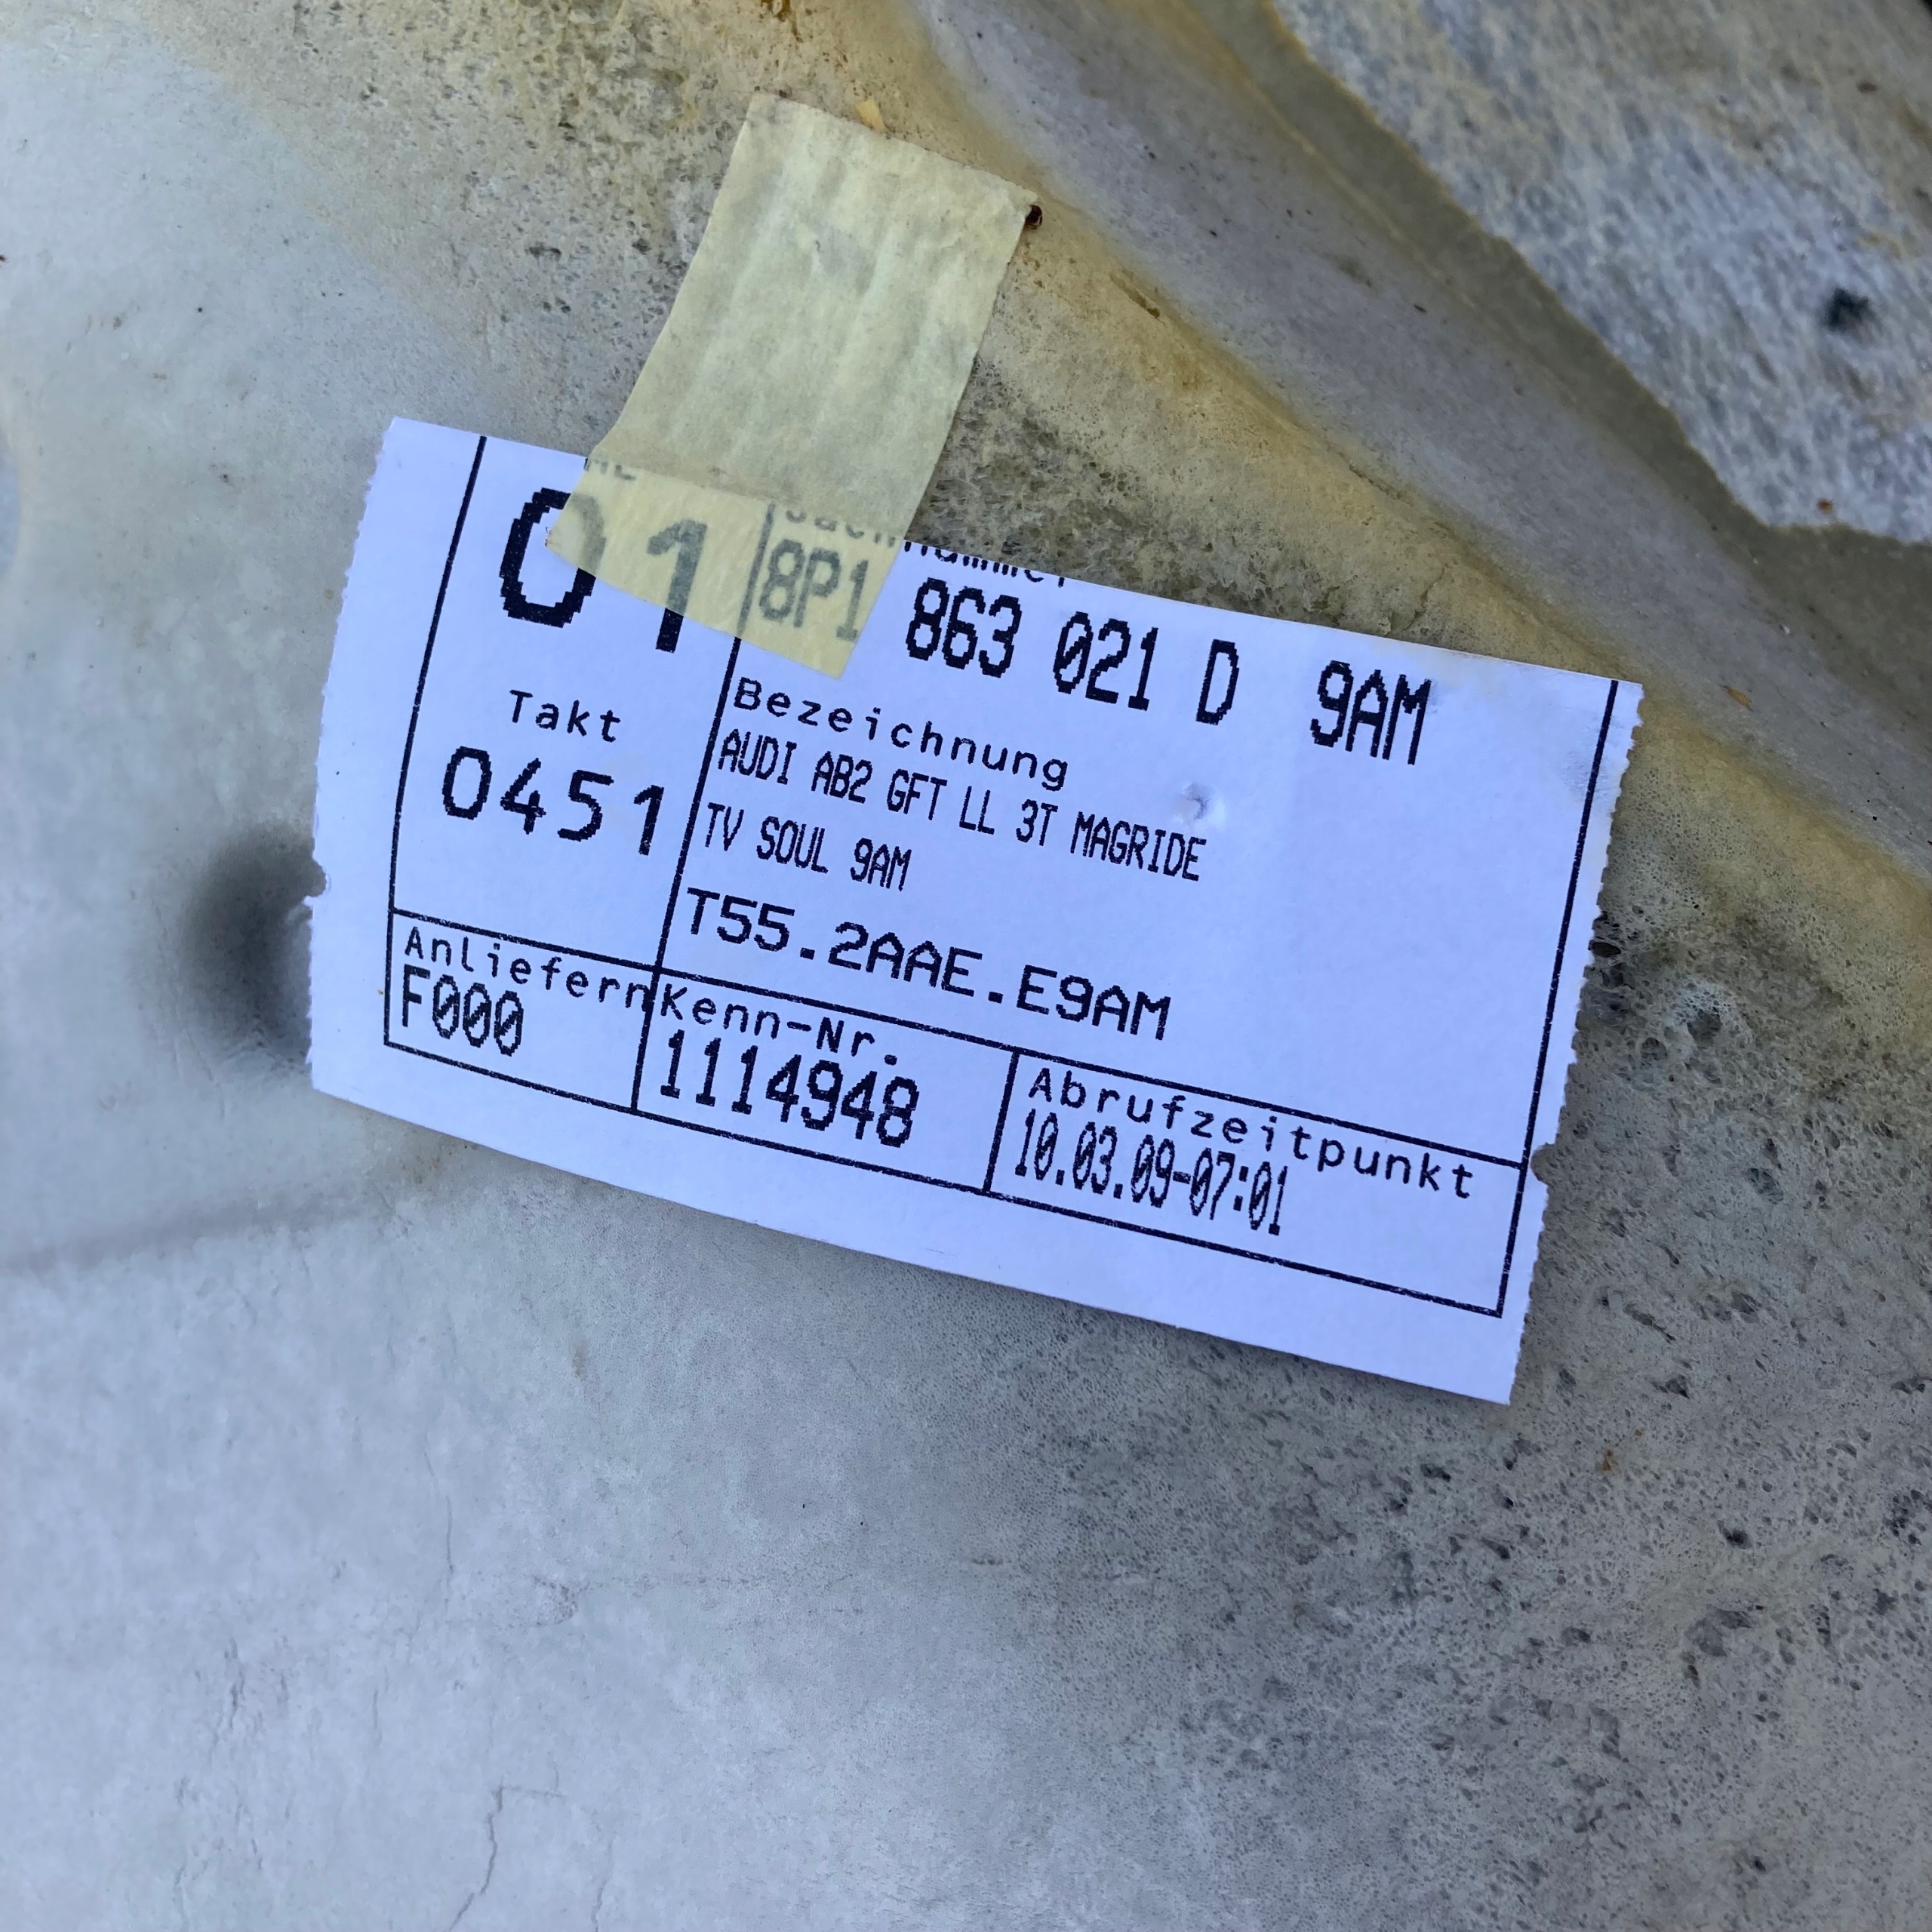 01
Sachnummer
8P1 863 021 D 9AM
Takt
0451
Bezeichnung
AUDI AB2 GFT LL 3T MAGRIDE
TV SOUL 9AM
T55.2AAE.E9AM
Anliefern
F000
Kenn-Nr.
1114948
Abrufzeitpunkt
10.03.09-07:01